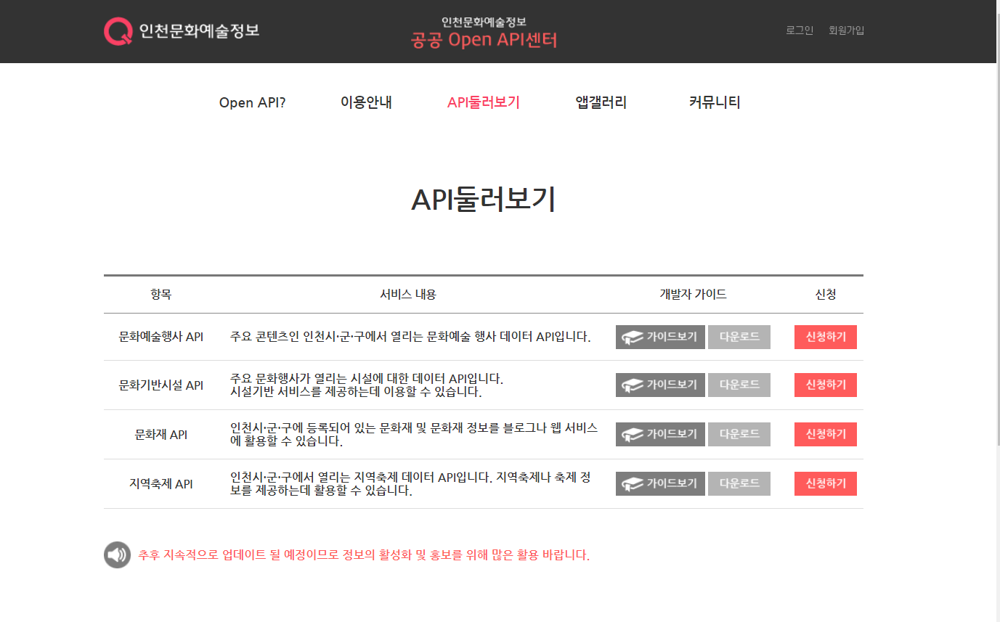 인천문화예술정보
인천문화예술정보
공공 Open API센터
로그인 회원가입
Open API? 이용안내 API둘러보기 앱갤러리 커뮤니티
API둘러보기
항목 서비스 내용 개발자 가이드 신청
문화예술행사 API 주요 콘텐츠인 인천시·군·구에서 열리는 문화예술 행사 데이터 API입니다. 가이드보기 다운로드 신청하기
문화기반시설 API 주요 문화행사가 열리는 시설에 대한 데이터 API입니다.
시설기반 서비스를 제공하는데 이용할 수 있습니다. 가이드보기 다운로드 신청하기
문화재 API 인천시·군·구에 등록되어 있는 문화재 및 문화재 정보를 블로그나 웹 서비스
에 활용할 수 있습니다. 가이드보기 다운로드 신청하기
지역축제 API 인천시·군·구에서 열리는 지역축제 데이터 API입니다. 지역축제나 축제 정
보를 제공하는데 활용할 수 있습니다. 가이드보기 다운로드 신청하기
추후 지속적으로 업데이트 될 예정이므로 정보의 활성화 및 홍보를 위해 많은 활용 바랍니다.